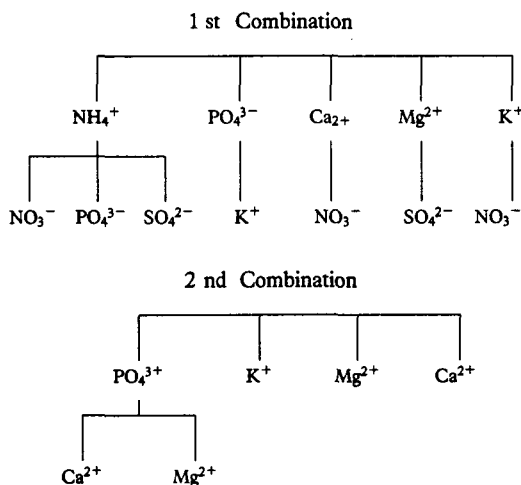 1 st Combination
NH₄⁺ PO₄³⁻ Ca₂₊ Mg²⁺ K⁺
NO₃⁻ PO₄³⁻ SO₄²⁻ K⁺ NO₃⁻ SO₄²⁻ NO₃⁻
2 nd Combination
PO₄³⁺ K⁺ Mg²⁺ Ca²⁺
Ca²⁺ Mg²⁺